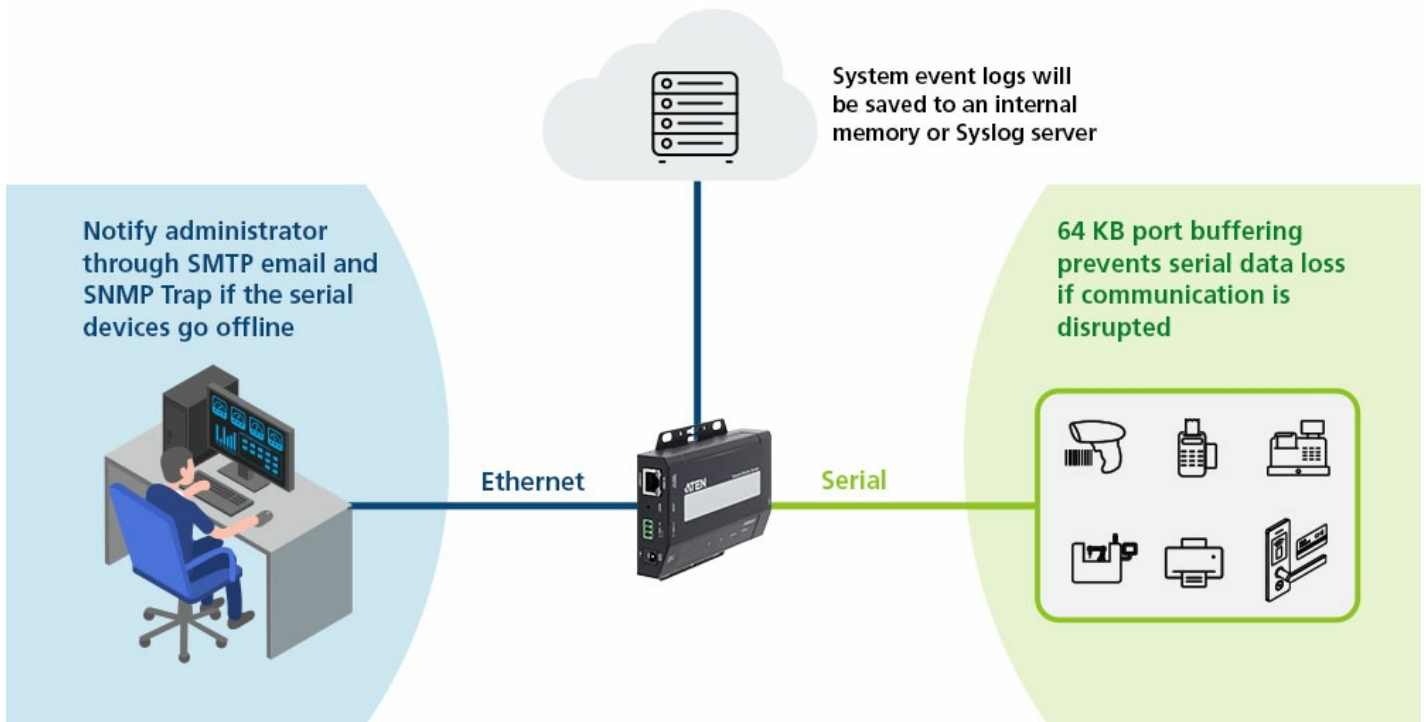 System event logs will
be saved to an internal
memory or Syslog server
Notify administrator
through SMTP email and
SNMP Trap if the serial
devices go offline
64 KB port buffering
prevents serial data loss
if communication is
disrupted
Ethernet
Serial
ATEN